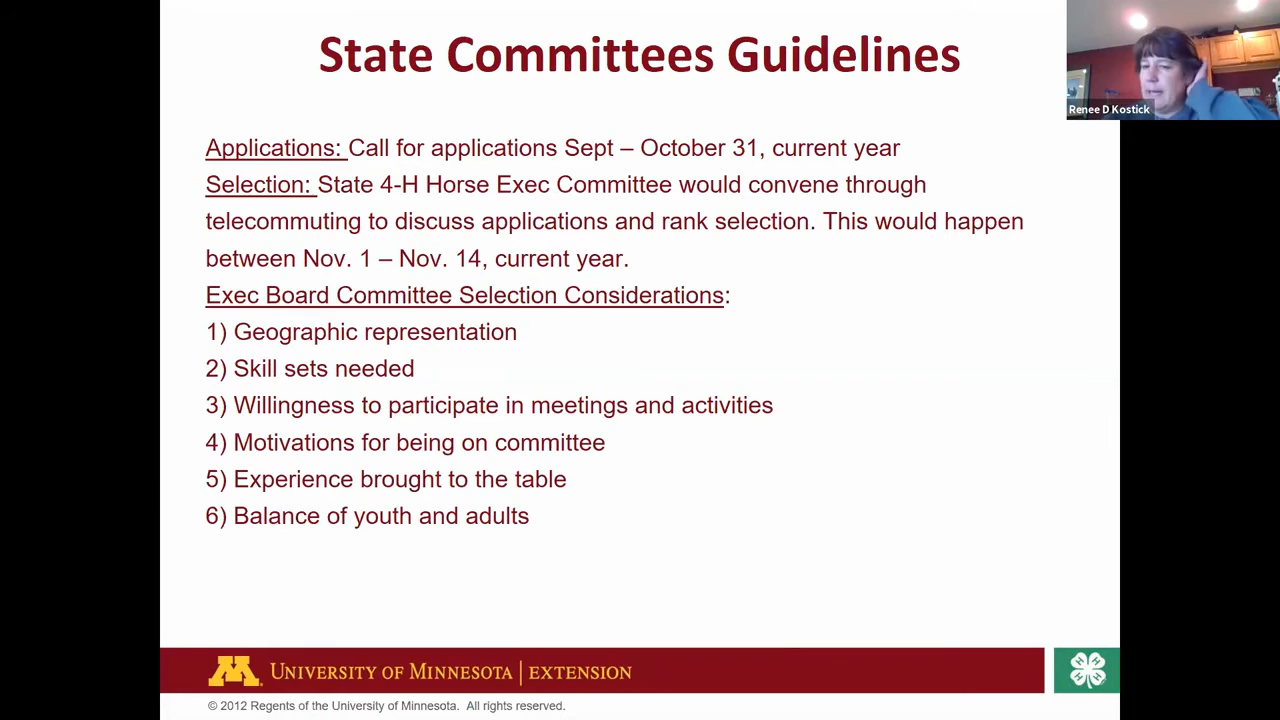 State Committees Guidelines
Renee D Kostick
Applications: Call for applications Sept – October 31, current year
Selection: State 4-H Horse Exec Committee would convene through
telecommuting to discuss applications and rank selection. This would happen
between Nov. 1 – Nov. 14, current year.
Exec Board Committee Selection Considerations:
1) Geographic representation
2) Skill sets needed
3) Willingness to participate in meetings and activities
4) Motivations for being on committee
5) Experience brought to the table
6) Balance of youth and adults
M UNIVERSITY OF MINNESOTA | EXTENSION
© 2012 Regents of the University of Minnesota. All rights reserved.